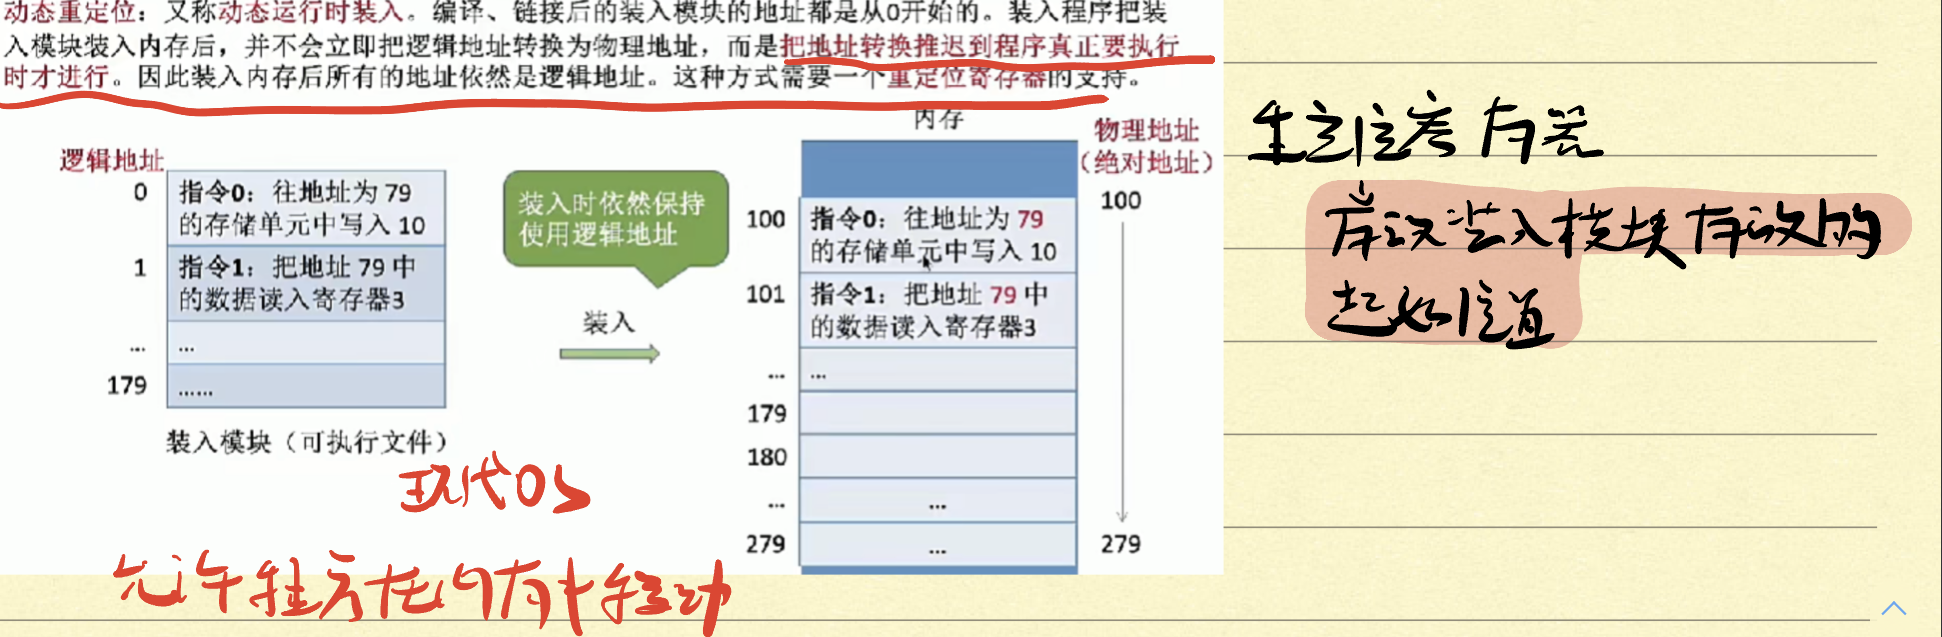 动态重定位：又称动态运行时装入。编译、链接后的装入模块的地址都是从0开始的。装入程序把装
入模块装入内存后，并不会立即把逻辑地址转换为物理地址，而是把地址转换推迟到程序真正要执行
时才进行。因此装入内存后所有的地址依然是逻辑地址。这种方式需要一个重定位寄存器的支持。
逻辑地址
0
指令0：往地址为 79
的存储单元中写入 10
1
指令1：把地址 79 中
的数据读入寄存器3
...
...
179
......
装入模块（可执行文件）
装入时依然保持
使用逻辑地址
装入
内存
100
指令0：往地址为 79
的存储单元中写入 10
101
指令1：把地址 79 中
的数据读入寄存器3
...
...
179
180
...
...
279
...
物理地址
（绝对地址）
100
279
现代OS
允许程序在内存中移动
重定位寄存器
存放装入模块存放的
起始位置